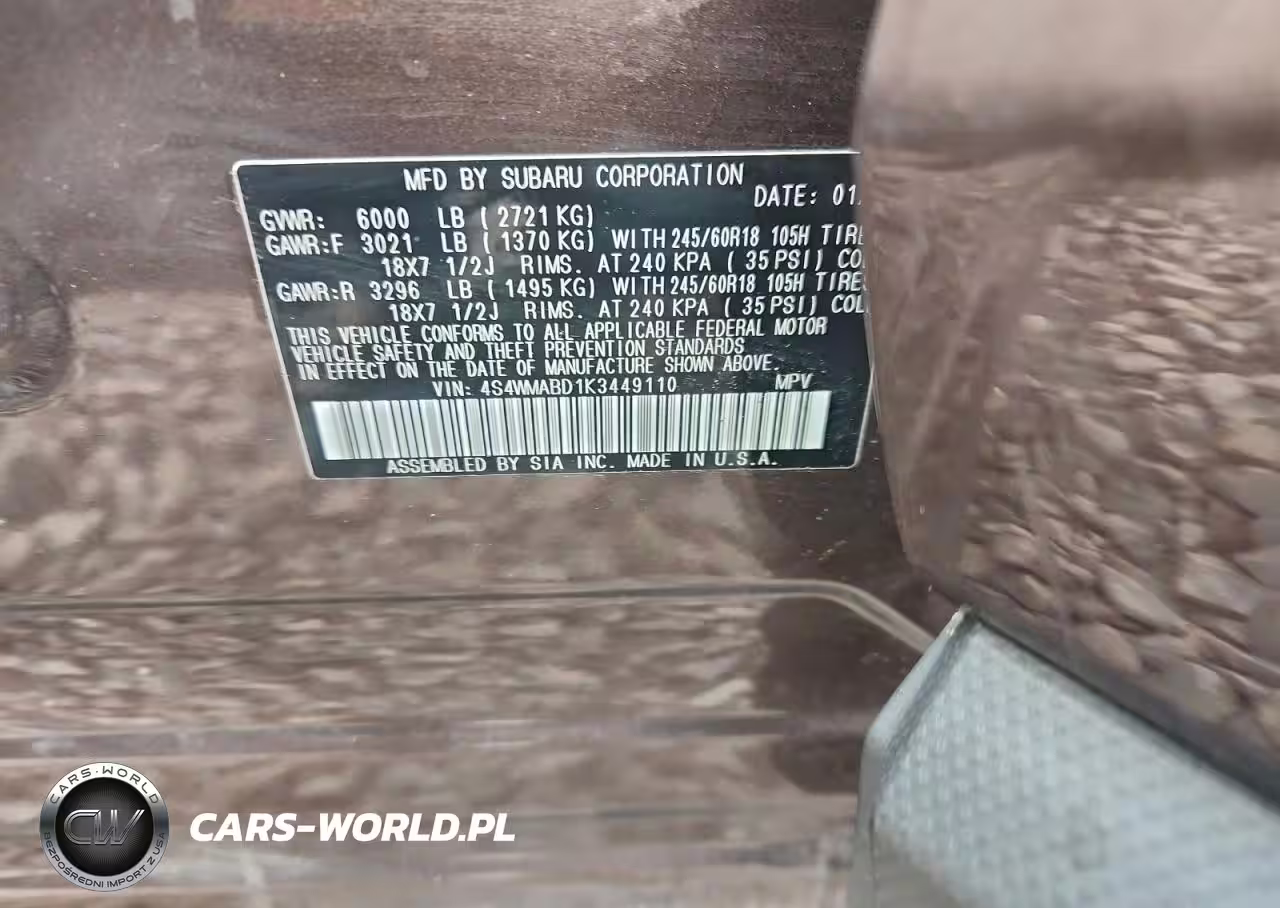 MFD BY SUBARU CORPORATION
DATE: 01
GVWR: 6000 LB ( 2721 KG)
GAWR:F 3021 LB ( 1370 KG) WITH 245/60R18 105H TIRE
18X7 1/2J RIMS. AT 240 KPA ( 35 PSI) CO
GAWR:R 3296 LB ( 1495 KG) WITH 245/60R18 105H TIRES
18X7 1/2J RIMS. AT 240 KPA ( 35 PSI) COL
THIS VEHICLE CONFORMS TO ALL APPLICABLE FEDERAL MOTOR
VEHICLE SAFETY AND THEFT PREVENTION STANDARDS
IN EFFECT ON THE DATE OF MANUFACTURE SHOWN ABOVE.
VIN: 4S4WMABD1K3449110 MPV
ASSEMBLED BY SIA INC. MADE IN U.S.A.
CARS-WORLD
CW
BEZPOŚREDNI IMPORT Z USA
CARS-WORLD.PL